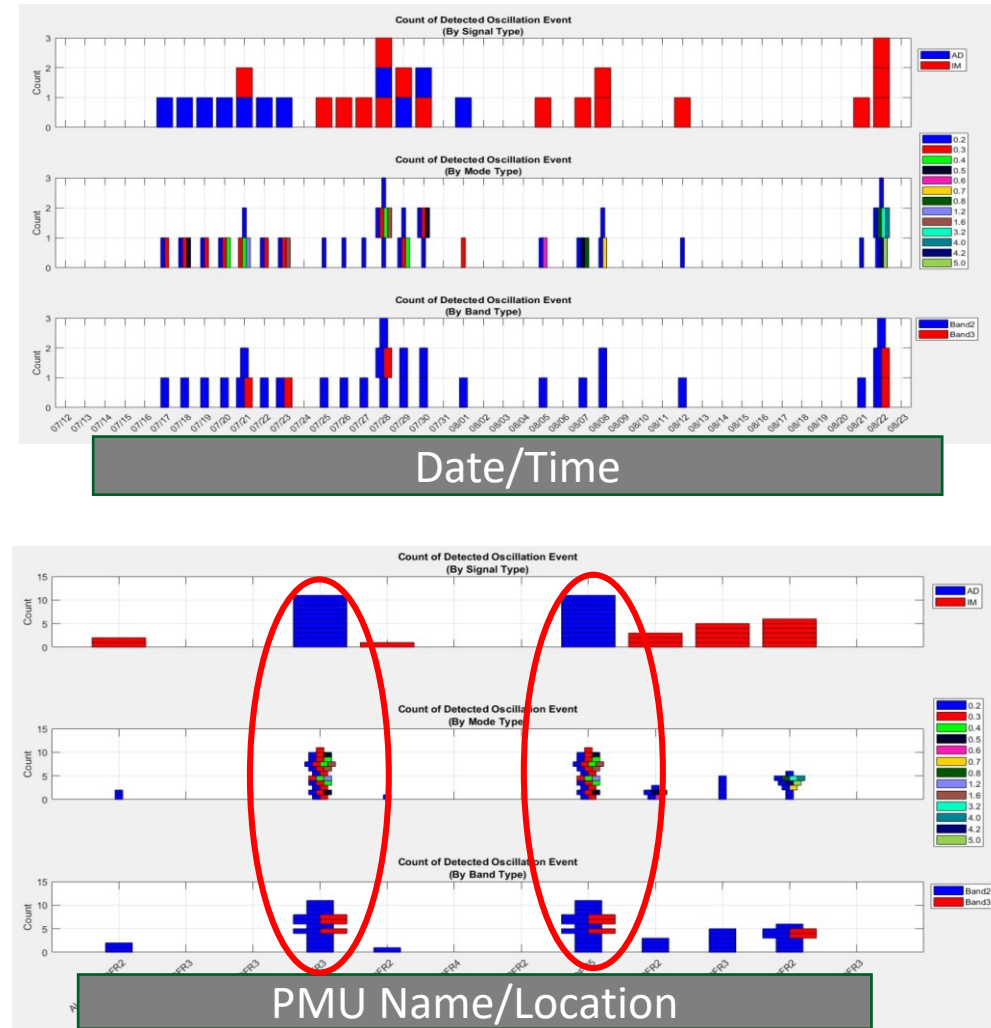 Count of Detected Oscillation Event
(By Signal Type)
3
2
1
0
Count
AD
IM
Count of Detected Oscillation Event
(By Mode Type)
3
2
1
0
Count
0.2
0.3
0.4
0.5
0.6
0.7
0.8
1.2
1.6
3.2
4.0
4.2
5.0
Count of Detected Oscillation Event
(By Band Type)
3
2
1
0
Count
Band2
Band3
07/12 07/13 07/14 07/15 07/16 07/17 07/18 07/19 07/20 07/21 07/22 07/23 07/24 07/25 07/26 07/27 07/28 07/29 07/30 08/01 08/02 08/03 08/04 08/05 08/06 08/07 08/08 08/09 08/10 08/11 08/12 08/13 08/14 08/15 08/16 08/17 08/18 08/19 08/20 08/21 08/22 08/23
Date/Time
Count of Detected Oscillation Event
(By Signal Type)
15
10
5
0
Count
AD
IM
Count of Detected Oscillation Event
(By Mode Type)
15
10
5
0
Count
0.2
0.3
0.4
0.5
0.6
0.7
0.8
1.2
1.6
3.2
4.0
4.2
5.0
Count of Detected Oscillation Event
(By Band Type)
15
10
5
0
Count
Band2
Band3
PMU Name/Location